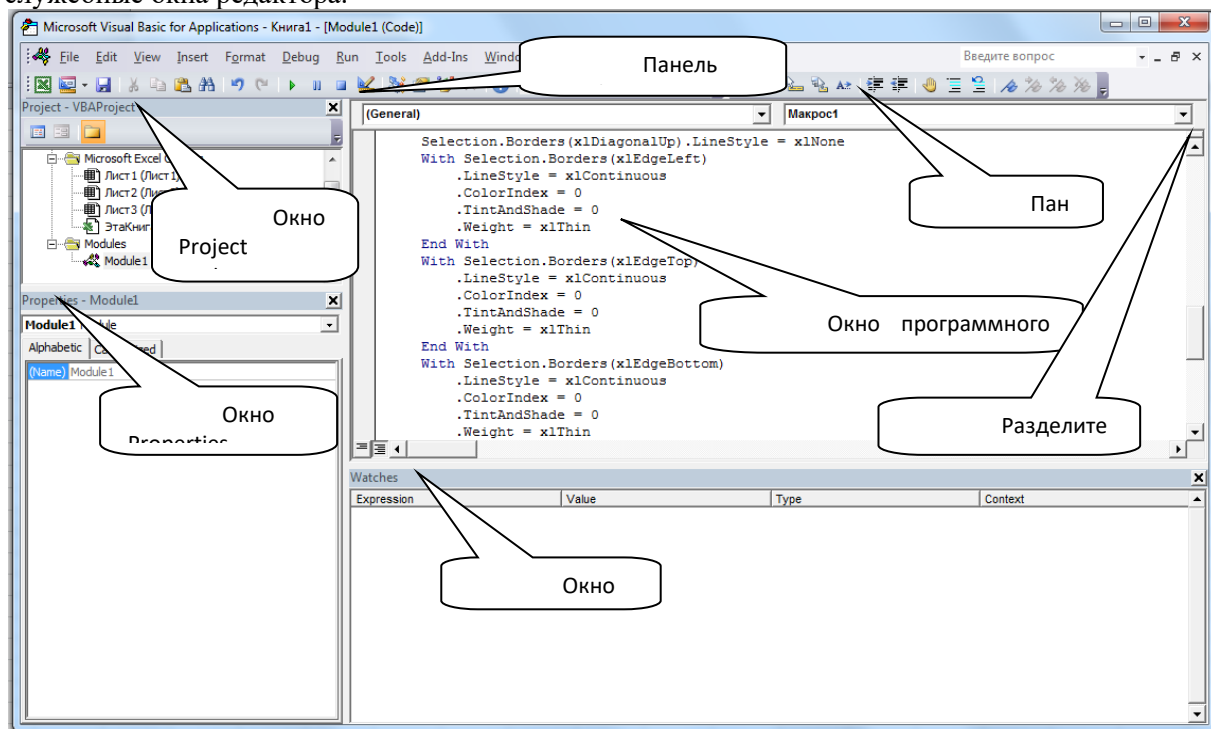 служебные окна редактора.
Microsoft Visual Basic for Applications - Книга1 - [Module1 (Code)]
File Edit View Insert Format Debug Run Tools Add-Ins
Введите вопрос
Панель
Project - VBAProject
(General)
Макрос1
Microsoft Excel
Лист1 (Лист1)
Лист2
Лист3
Modules
Module1
Окно
Project
Пан
Selection.Borders(xlDiagonalUp).LineStyle = xlNone
With Selection.Borders(xlEdgeLeft)
.LineStyle = xlContinuous
.ColorIndex = 0
.TintAndShade = 0
.Weight = xlThin
End With
With Selection.Borders(xlEdgeTop)
.LineStyle = xlContinuous
.ColorIndex = 0
.TintAndShade = 0
.Weight = xlThin
End With
With Selection.Borders(xlEdgeBottom)
.LineStyle = xlContinuous
.ColorIndex = 0
.TintAndShade = 0
.Weight = xlThin
Окно программного
Разделите
Properties - Module1
Module1
Alphabetic
(Name) Module1
Окно
Properties
Watches
Expression Value Type Context
Окно